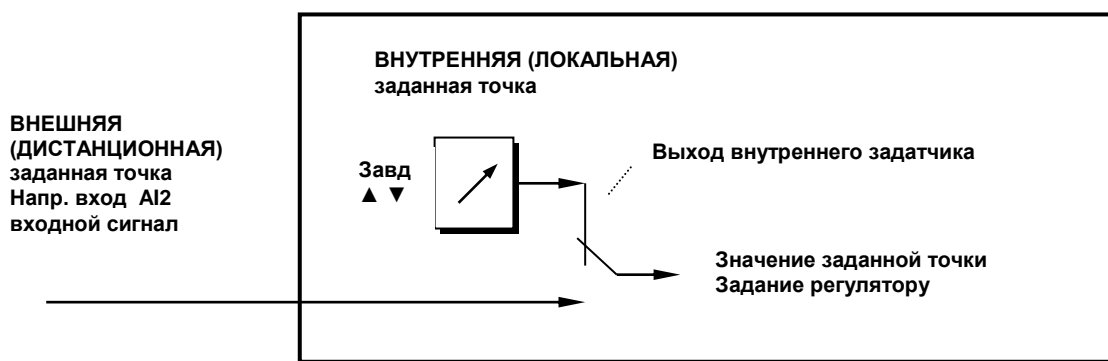 ВНУТРЕННЯЯ (ЛОКАЛЬНАЯ)
заданная точка
ВНЕШНЯЯ
(ДИСТАНЦИОННАЯ)
заданная точка
Напр. вход AI2
входной сигнал
Завд
▲ ▼
Выход внутреннего задатчика
Значение заданной точки
Задание регулятору